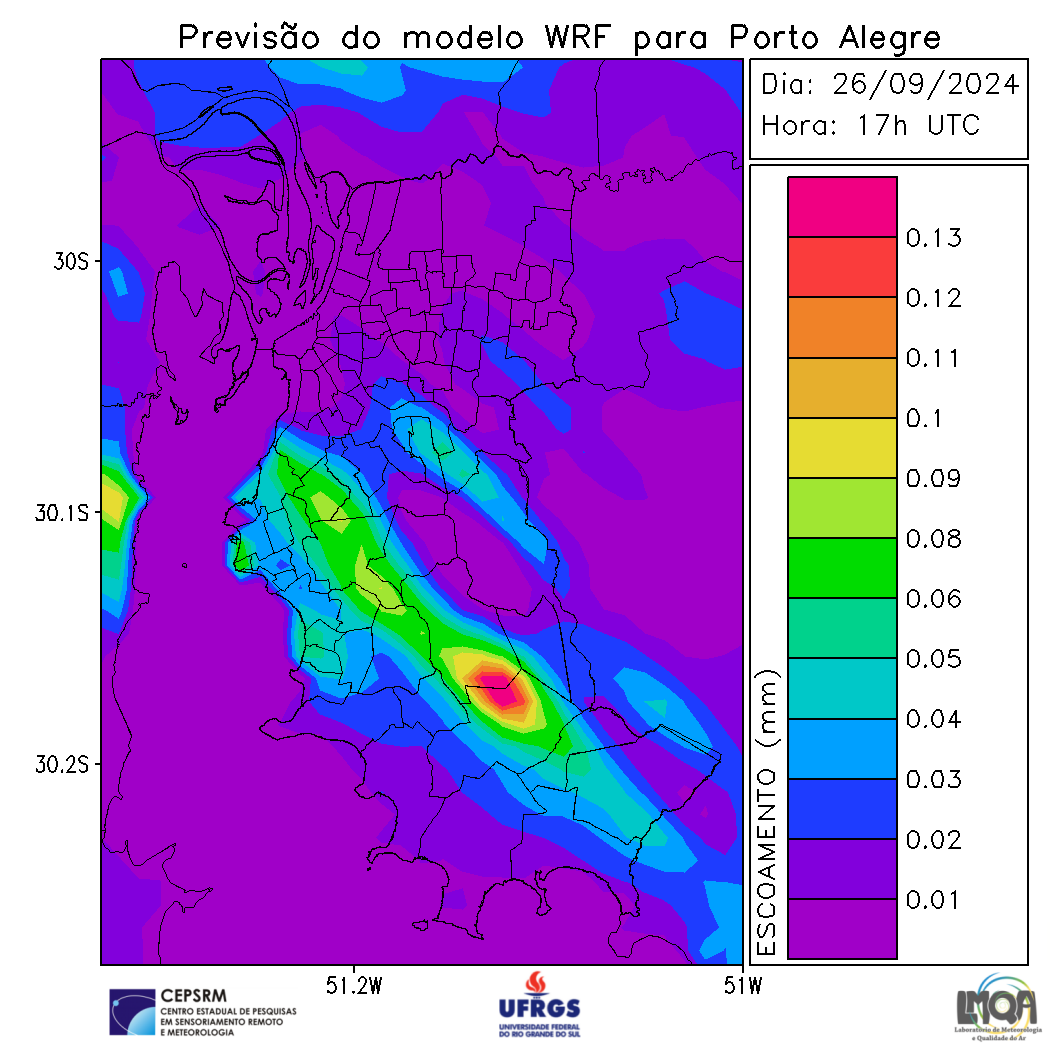 Previsão do modelo WRF para Porto Alegre
Dia: 26/09/2024
Hora: 17h UTC
0.13
0.12
0.11
0.1
0.09
0.08
0.06
0.05
0.04
0.03
0.02
0.01
ESCOAMENTO (mm)
30S
30.1S
30.2S
51.2W
51W
CEPSRM
CENTRO ESTADUAL DE PESQUISAS
EM SENSORIAMENTO REMOTO
E METEOROLOGIA
UFRGS
UNIVERSIDADE FEDERAL
DO RIO GRANDE DO SUL
LMQA
Laboratório de Meteorologia
e Qualidade do Ar